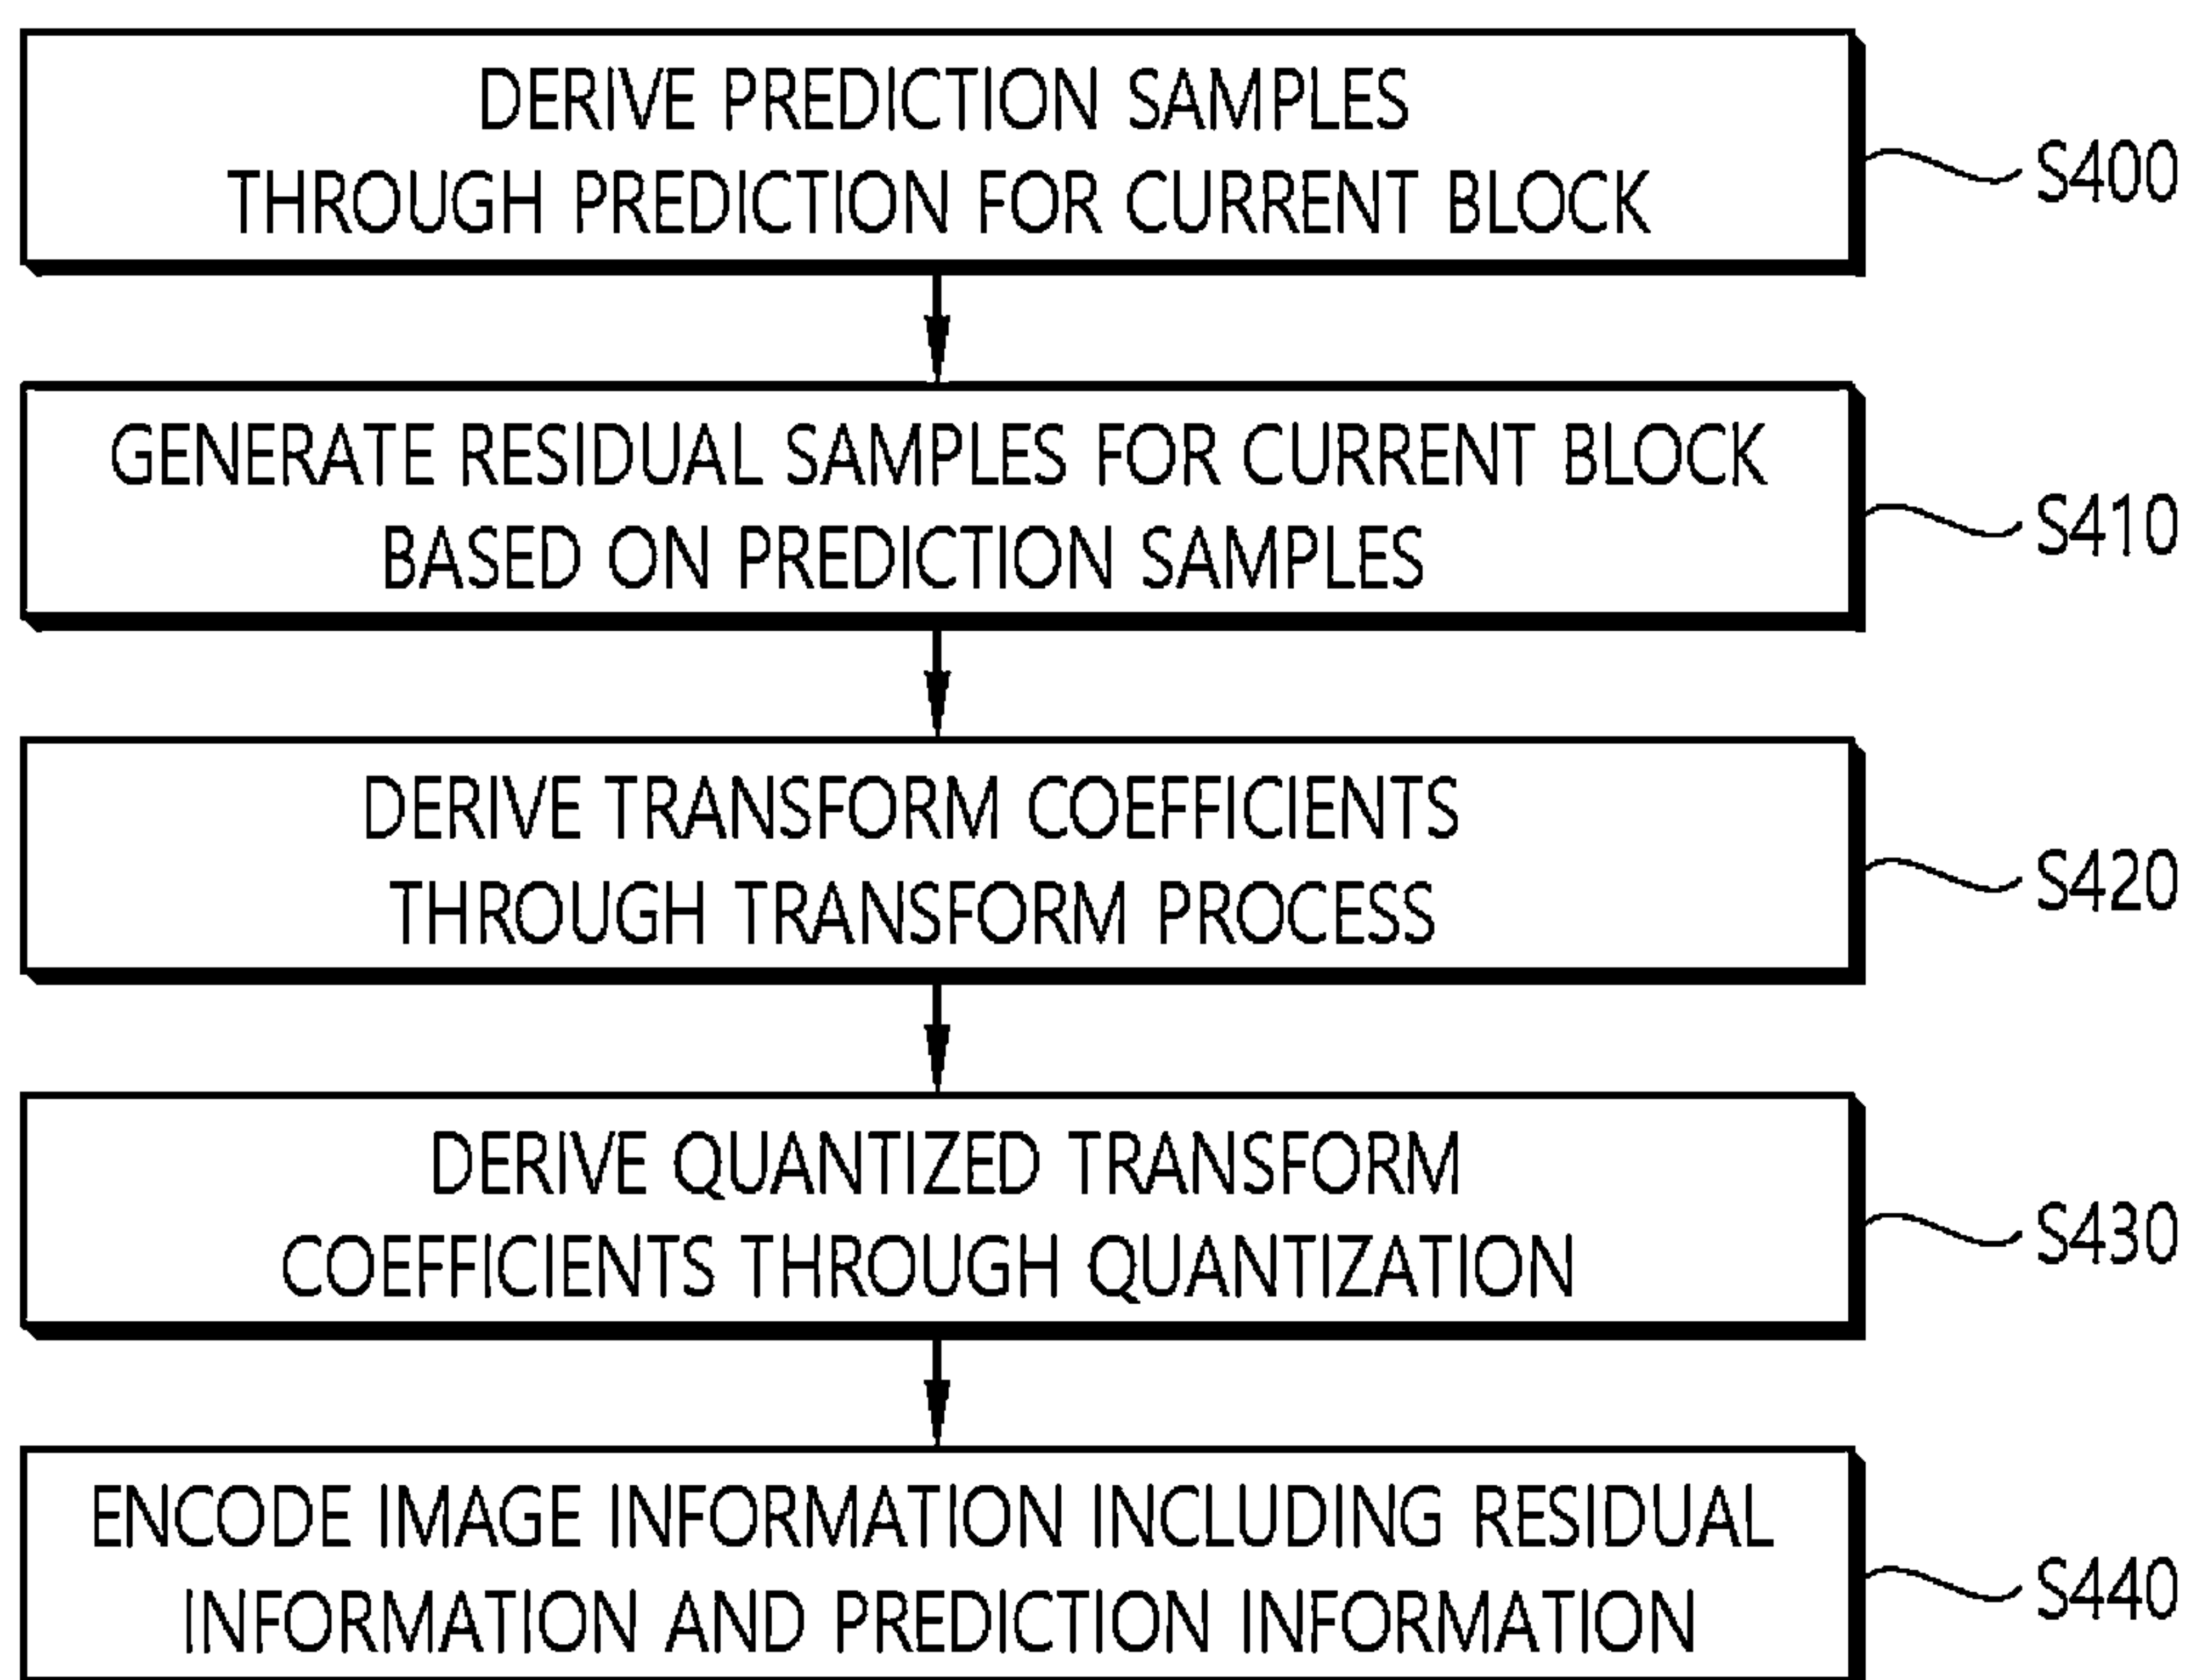 DERIVE PREDICTION SAMPLES
THROUGH PREDICTION FOR CURRENT BLOCK
S400
GENERATE RESIDUAL SAMPLES FOR CURRENT BLOCK
BASED ON PREDICTION SAMPLES
S410
DERIVE TRANSFORM COEFFICIENTS
THROUGH TRANSFORM PROCESS
S420
DERIVE QUANTIZED TRANSFORM
COEFFICIENTS THROUGH QUANTIZATION
S430
ENCODE IMAGE INFORMATION INCLUDING RESIDUAL
INFORMATION AND PREDICTION INFORMATION
S440